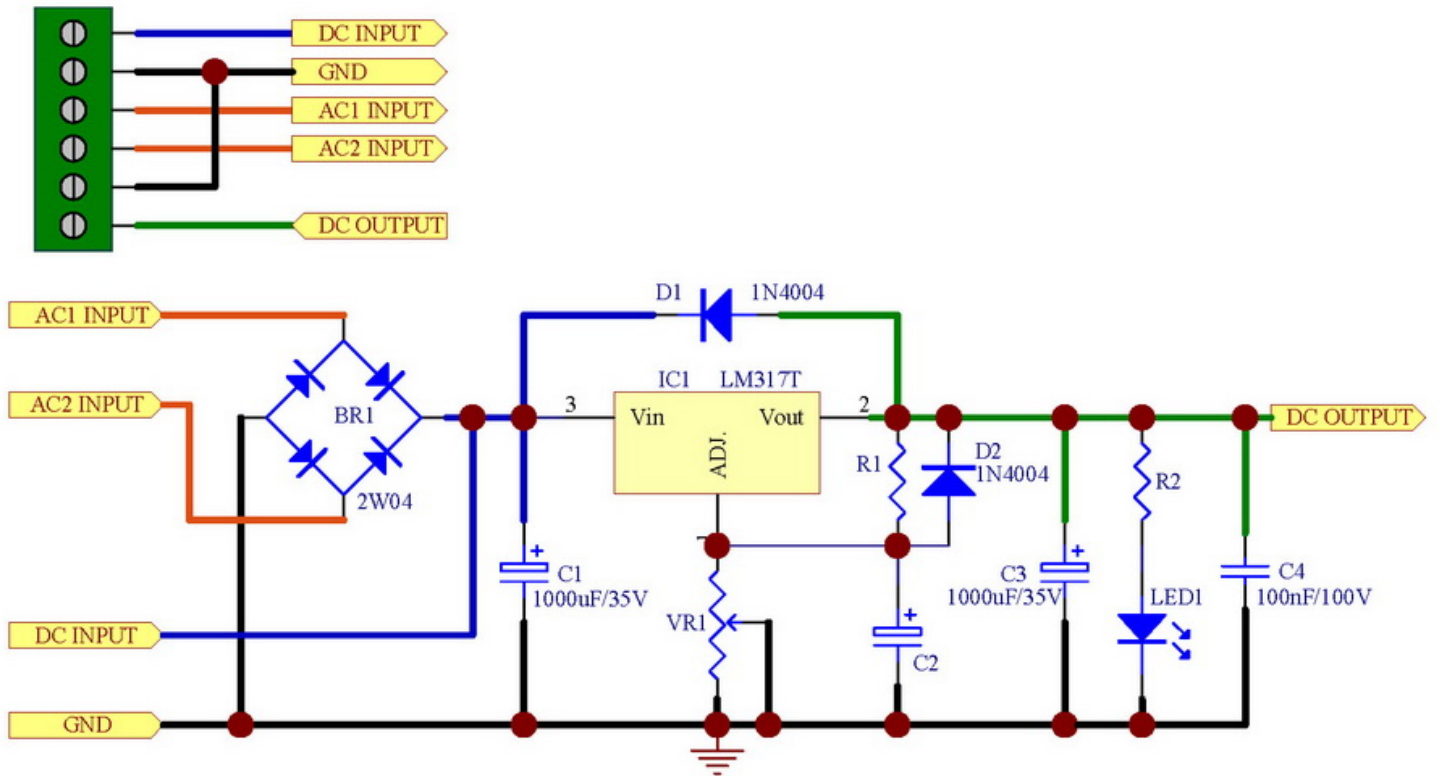 DC INPUT
GND
AC1 INPUT
AC2 INPUT
DC OUTPUT
D1 1N4004
AC1 INPUT
IC1 LM317T
AC2 INPUT
BR1
3
Vin
Vout
2
DC OUTPUT
ADJ.
R1
D2
1N4004
R2
2W04
+
C1
1000uF/35V
+
C3
1000uF/35V
C4
100nF/100V
LED1
VR1
+
C2
DC INPUT
GND